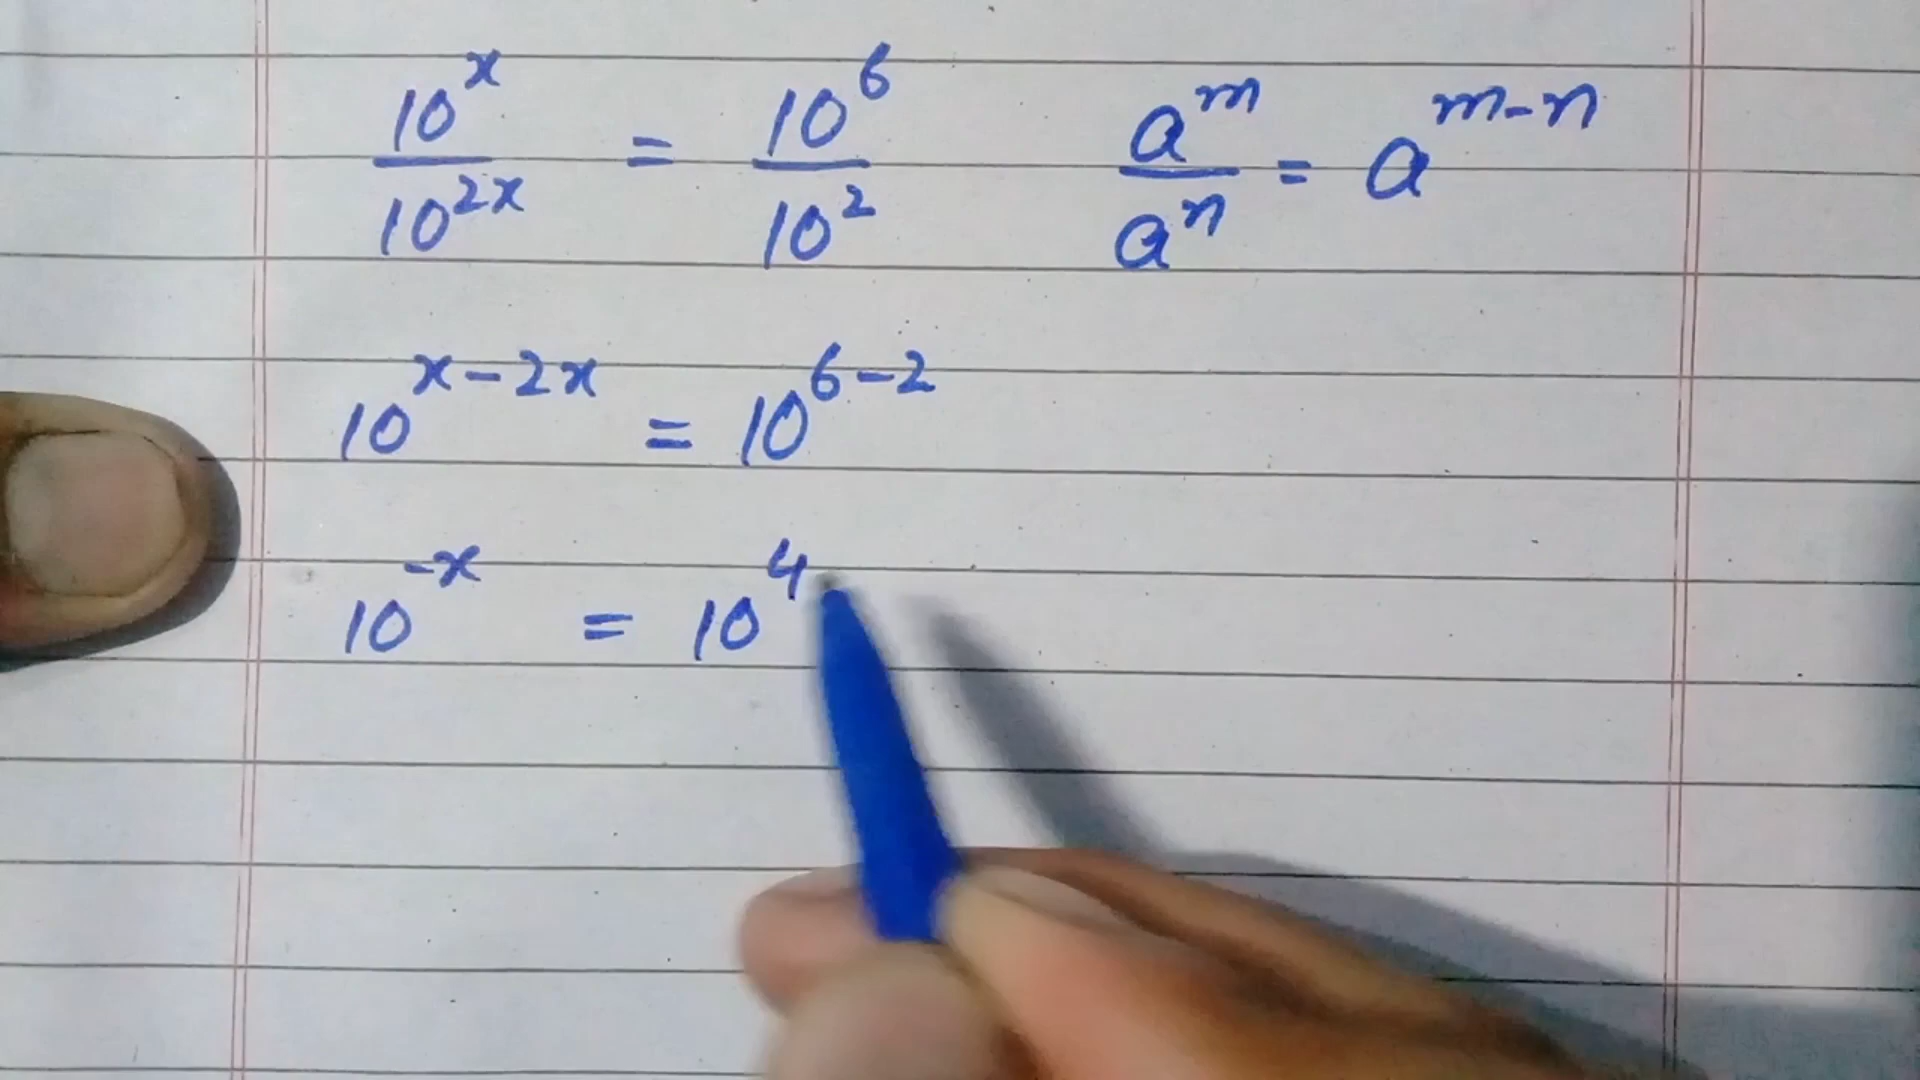 10^x / 10^2x = 10^6 / 10^2    a^m / a^n = a^m-n
10^x-2x = 10^6-2
10^-x = 10^4